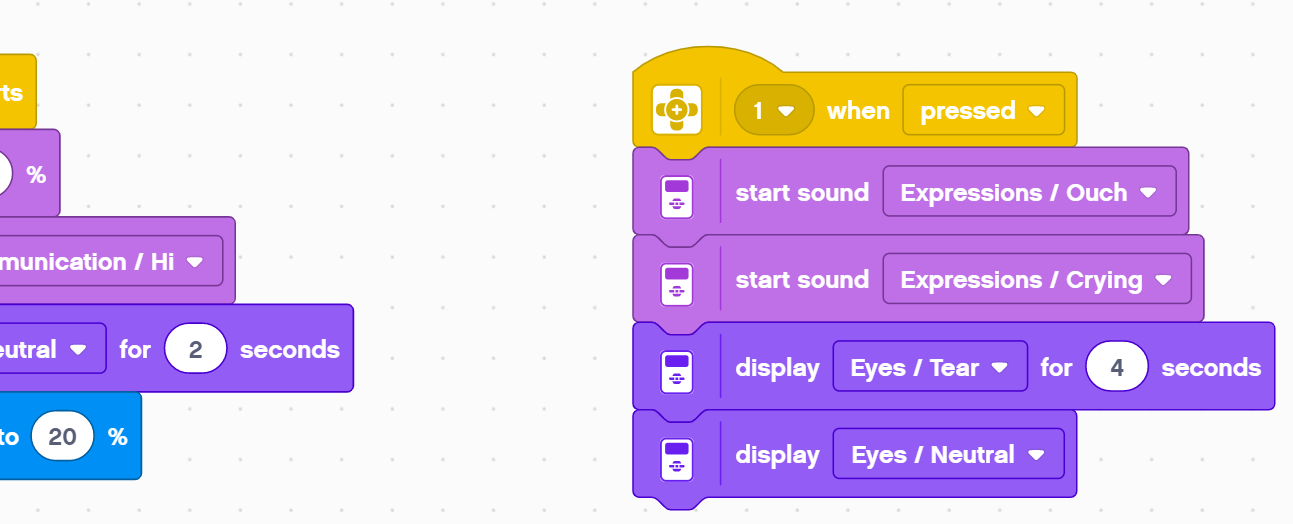 rts
%
munication / Hi
eutral for 2 seconds
to 20 %
1 when pressed
start sound Expressions / Ouch
start sound Expressions / Crying
display Eyes / Tear for 4 seconds
display Eyes / Neutral